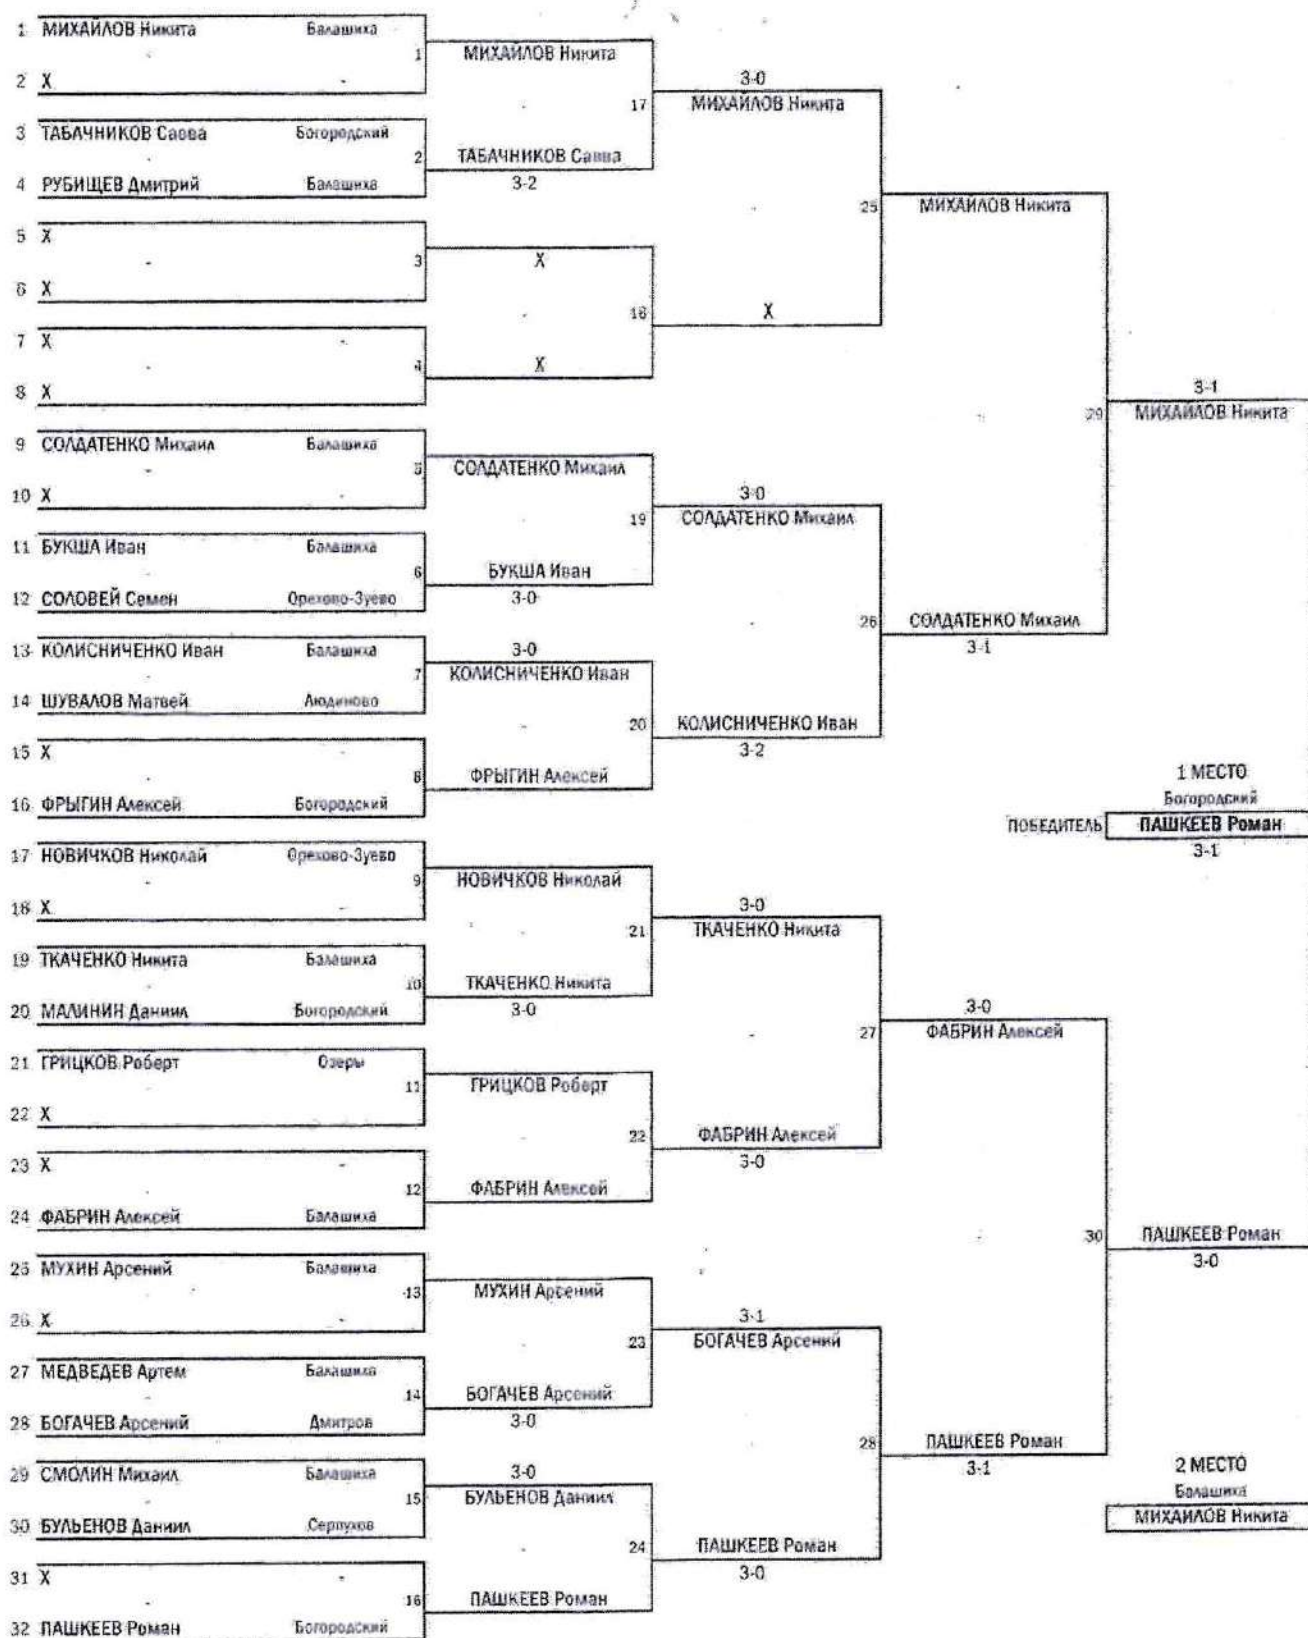 1 МИХАЙЛОВ Никита Балашиха
1 МИХАЙЛОВ Никита
2 X -
3-0
17 МИХАЙЛОВ Никита
3 ТАБАЧНИКОВ Савва Богородский
2 ТАБАЧНИКОВ Савва
3-2
4 РУБИЩЕВ Дмитрий Балашиха
25 МИХАЙЛОВ Никита
5 X
- 3 X
6 X
18 X
7 X -
4 X
8 X
3-1
29 МИХАЙЛОВ Никита
9 СОЛДАТЕНКО Михаил Балашиха
5 СОЛДАТЕНКО Михаил
10 X -
3-0
19 СОЛДАТЕНКО Михаил
11 БУКША Иван Балашиха
6 БУКША Иван
3-0
12 СОЛОВЕЙ Семен Орехово-Зуево
26 СОЛДАТЕНКО Михаил
3-1
13 КОЛИСНИЧЕНКО Иван Балашиха
3-0
7 КОЛИСНИЧЕНКО Иван
14 ШУВАЛОВ Матвей Людиново
20 КОЛИСНИЧЕНКО Иван
3-2
15 X -
8 ФРЫГИН Алексей
16 ФРЫГИН Алексей Богородский
1 МЕСТО
Богородский
ПОБЕДИТЕЛЬ ПАШКЕЕВ Роман
3-1
17 НОВИЧКОВ Николай Орехово-Зуево
9 НОВИЧКОВ Николай
18 X -
3-0
21 ТКАЧЕНКО Никита
19 ТКАЧЕНКО Никита Балашиха
10 ТКАЧЕНКО Никита
3-0
20 МАЛИНИН Даниил Богородский
3-0
27 ФАБРИН Алексей
21 ГРИЦКОВ Роберт Озеры
11 ГРИЦКОВ Роберт
22 X -
22 ФАБРИН Алексей
3-0
23 X -
12 ФАБРИН Алексей
24 ФАБРИН Алексей Балашиха
30 ПАШКЕЕВ Роман
3-0
25 МУХИН Арсений Балашиха
13 МУХИН Арсений
26 X -
3-1
23 БОГАЧЕВ Арсений
27 МЕДВЕДЕВ Артем Балашиха
14 БОГАЧЕВ Арсений
3-0
28 БОГАЧЕВ Арсений Дмитров
28 ПАШКЕЕВ Роман
3-1
29 СМОЛИН Михаил Балашиха
3-0
15 БУЛЬЕНОВ Даниил
30 БУЛЬЕНОВ Даниил Серпухов
2 МЕСТО
Балашиха
МИХАЙЛОВ Никита
24 ПАШКЕЕВ Роман
3-0
31 X -
16 ПАШКЕЕВ Роман
32 ПАШКЕЕВ Роман Богородский